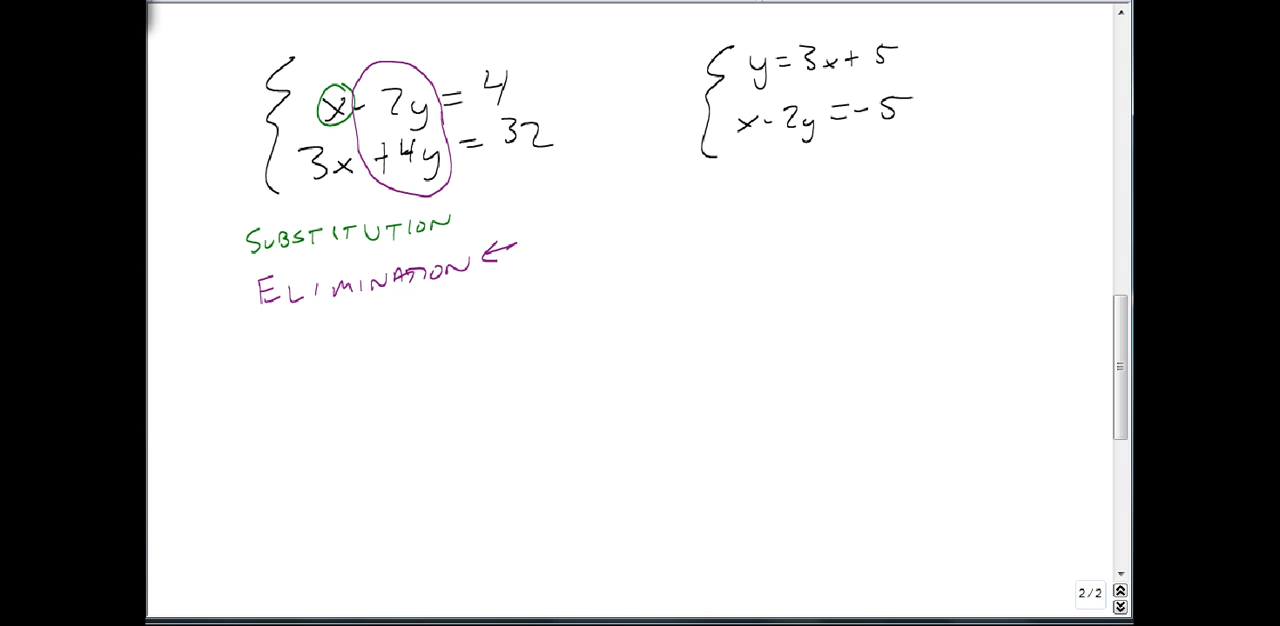 x - 2y = 4
3x + 4y = 32
SUBSTITUTION
ELIMINATION ←
y = 3x + 5
x - 2y = - 5
2 / 2